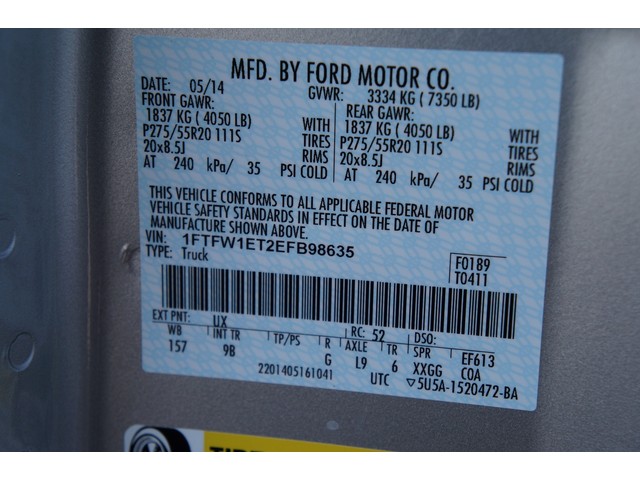 MFD. BY FORD MOTOR CO.
DATE: 05/14 GVWR: 3334 KG ( 7350 LB)
FRONT GAWR: REAR GAWR:
1837 KG ( 4050 LB) WITH 1837 KG ( 4050 LB) WITH
P275/55R20 111S TIRES P275/55R20 111S TIRES
20x8.5J RIMS 20x8.5J RIMS
AT 240 kPa/ 35 PSI COLD AT 240 kPa/ 35 PSI COLD
THIS VEHICLE CONFORMS TO ALL APPLICABLE FEDERAL MOTOR
VEHICLE SAFETY STANDARDS IN EFFECT ON THE DATE OF
MANUFACTURE SHOWN ABOVE.
VIN: 1FTFW1ET2EFB98635 F0189
TYPE: Truck T0411
EXT PNT: UX RC: 52 DSO:
WB INT TR TP/PS R AXLE TR SPR EF613
157 9B G L9 6 XXGG COA
2201405161041 UTC ▽5U5A-1520472-BA